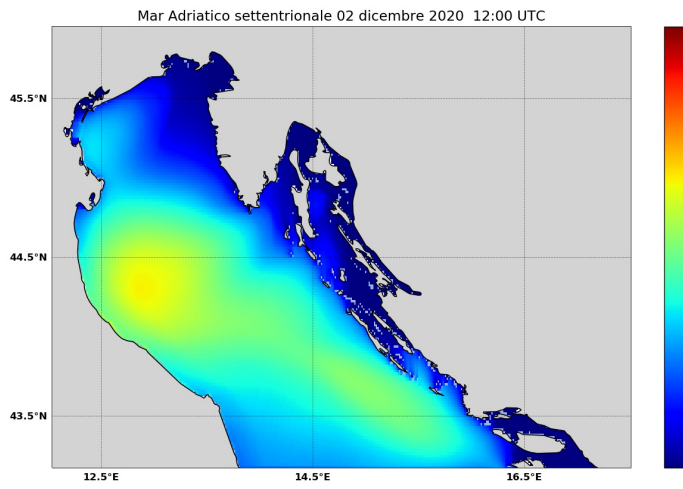 Mar Adriatico settentrionale 02 dicembre 2020  12:00 UTC
45.5°N
44.5°N
43.5°N
12.5°E 14.5°E 16.5°E